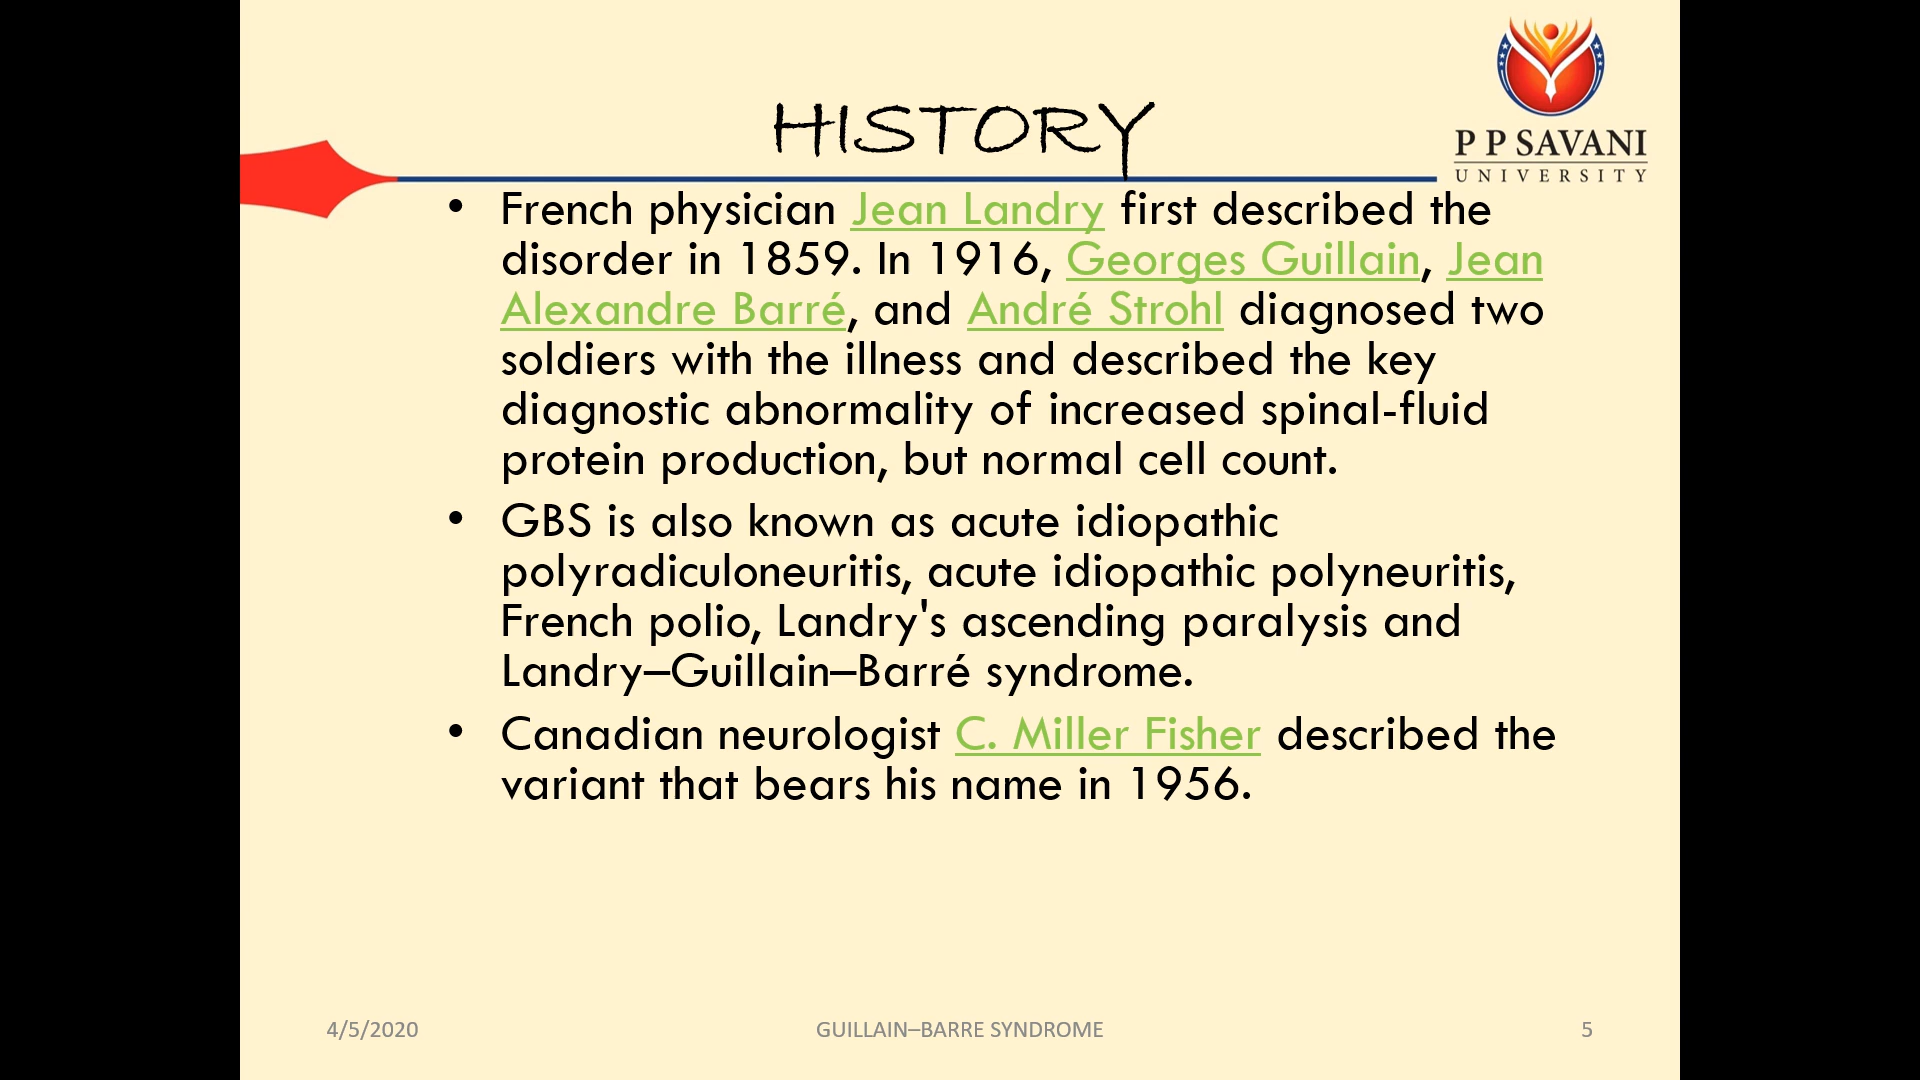 HISTORY
P P SAVANI
UNIVERSITY
• French physician Jean Landry first described the
disorder in 1859. In 1916, Georges Guillain, Jean
Alexandre Barré, and André Strohl diagnosed two
soldiers with the illness and described the key
diagnostic abnormality of increased spinal-fluid
protein production, but normal cell count.
• GBS is also known as acute idiopathic
polyradiculoneuritis, acute idiopathic polyneuritis,
French polio, Landry's ascending paralysis and
Landry–Guillain–Barré syndrome.
• Canadian neurologist C. Miller Fisher described the
variant that bears his name in 1956.
4/5/2020
GUILLAIN–BARRE SYNDROME
5